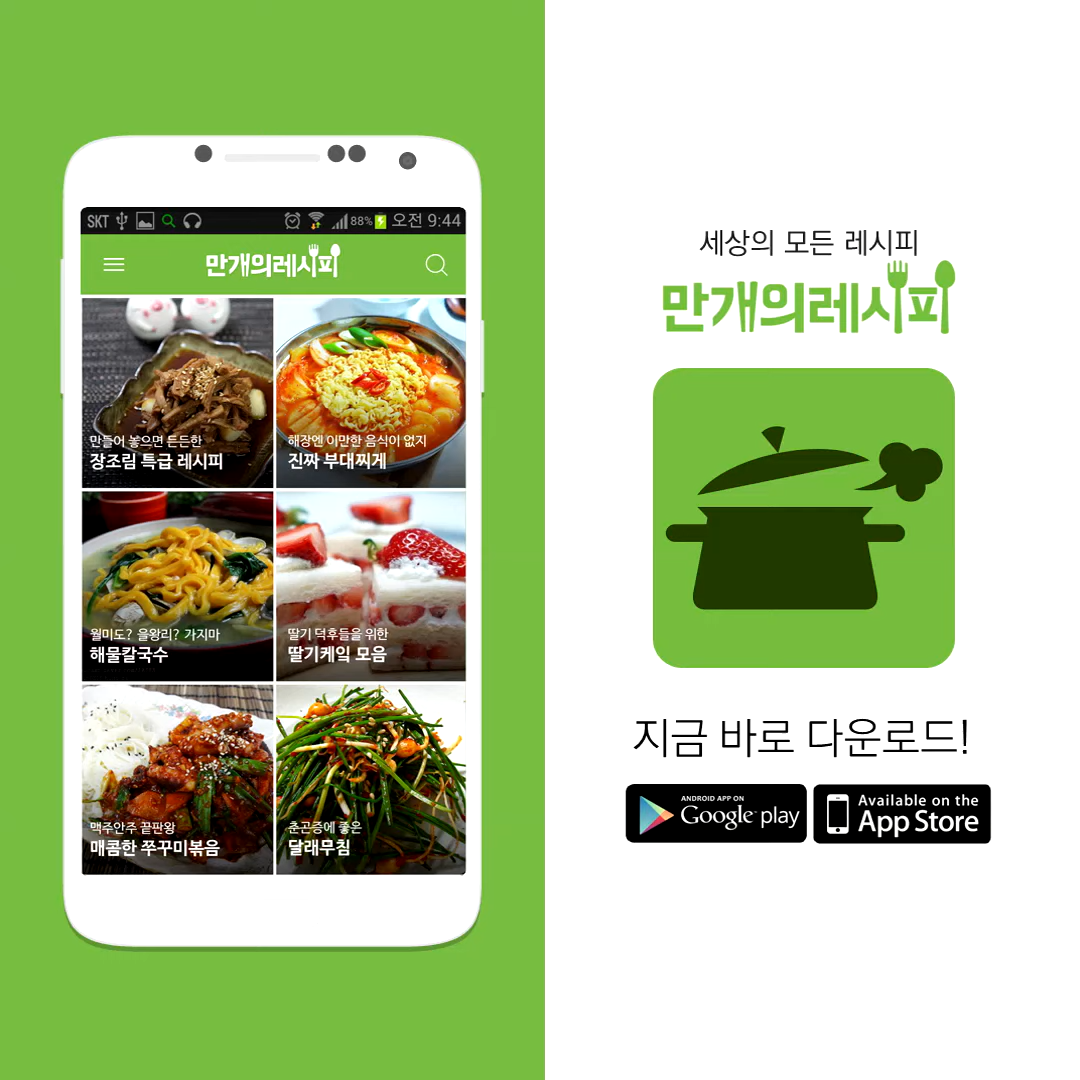 SKT
88%
오전 9:44
만개의레시피
만들어 놓으면 든든한
장조림 특급 레시피
해장엔 이만한 음식이 없지
진짜 부대찌게
월미도? 을왕리? 가지마
해물칼국수
딸기 덕후들을 위한
딸기케잌 모음
맥주안주 끝판왕
매콤한 쭈꾸미볶음
춘곤증에 좋은
달래무침
세상의 모든 레시피
만개의레시피
지금 바로 다운로드!
ANDROID APP ON
Google play
Available on the
App Store